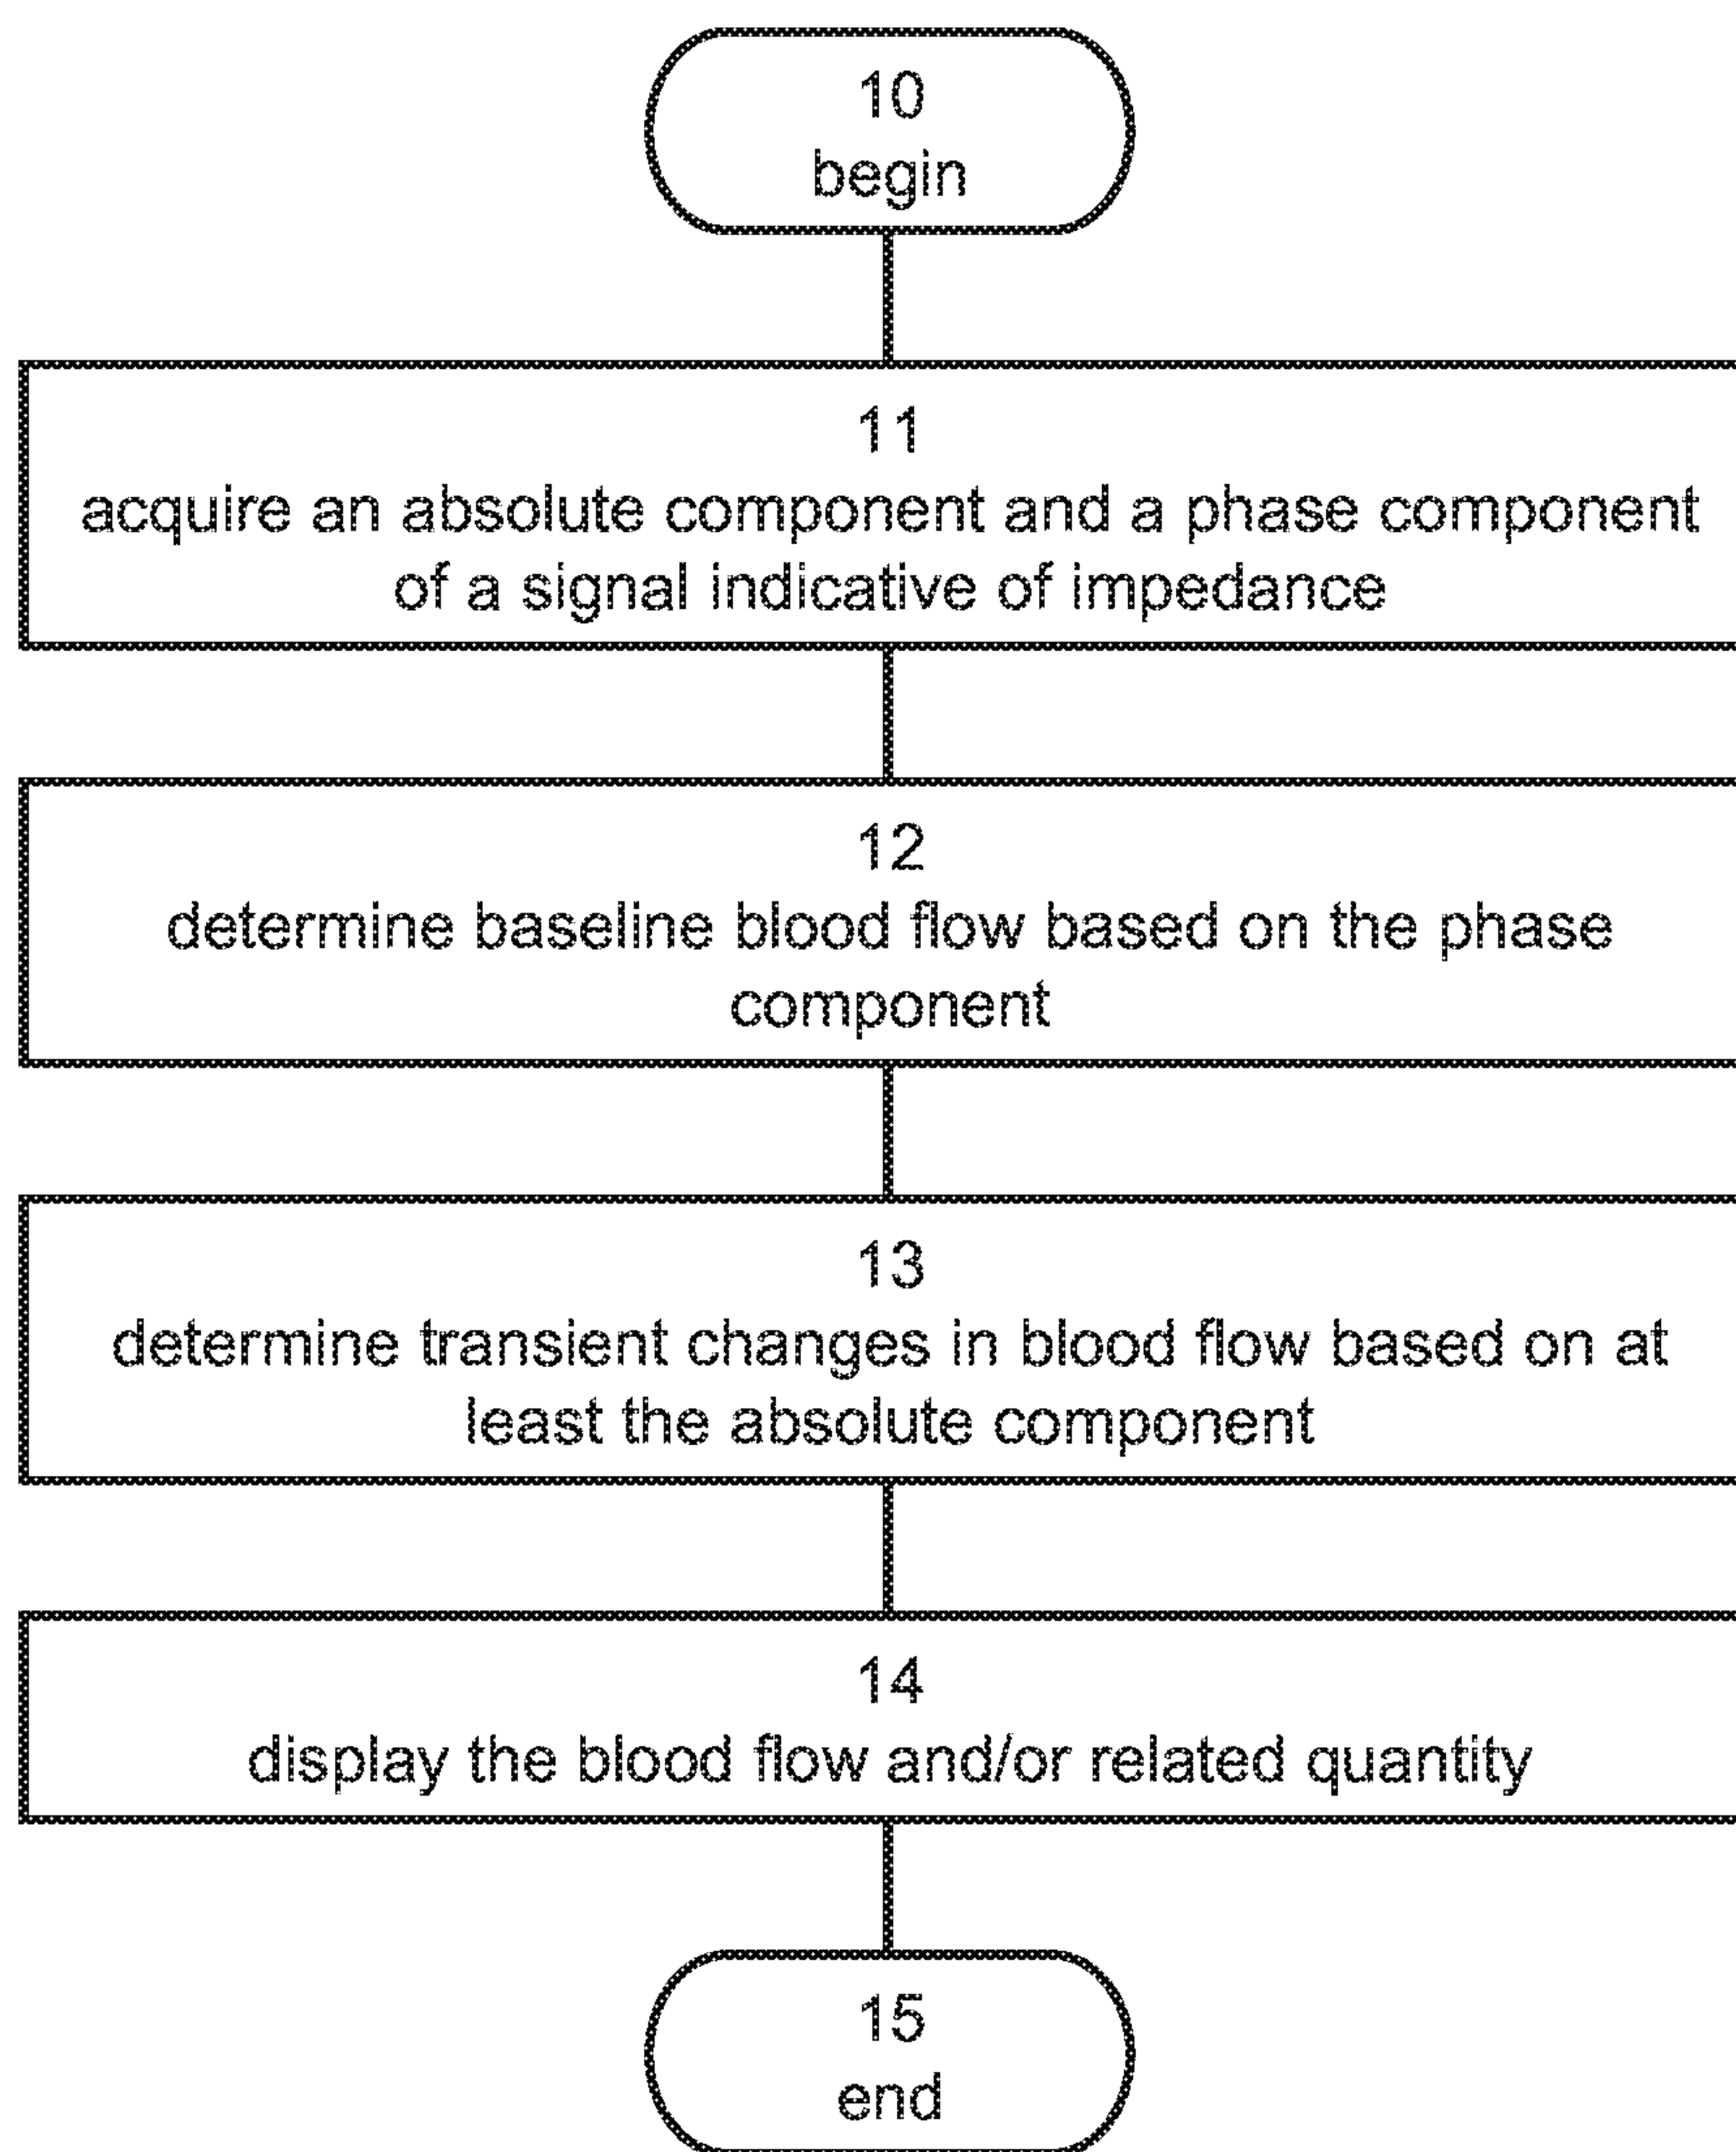 10
begin
11
acquire an absolute component and a phase component
of a signal indicative of impedance
12
determine baseline blood flow based on the phase
component
13
determine transient changes in blood flow based on at
least the absolute component
14
display the blood flow and/or related quantity
15
end